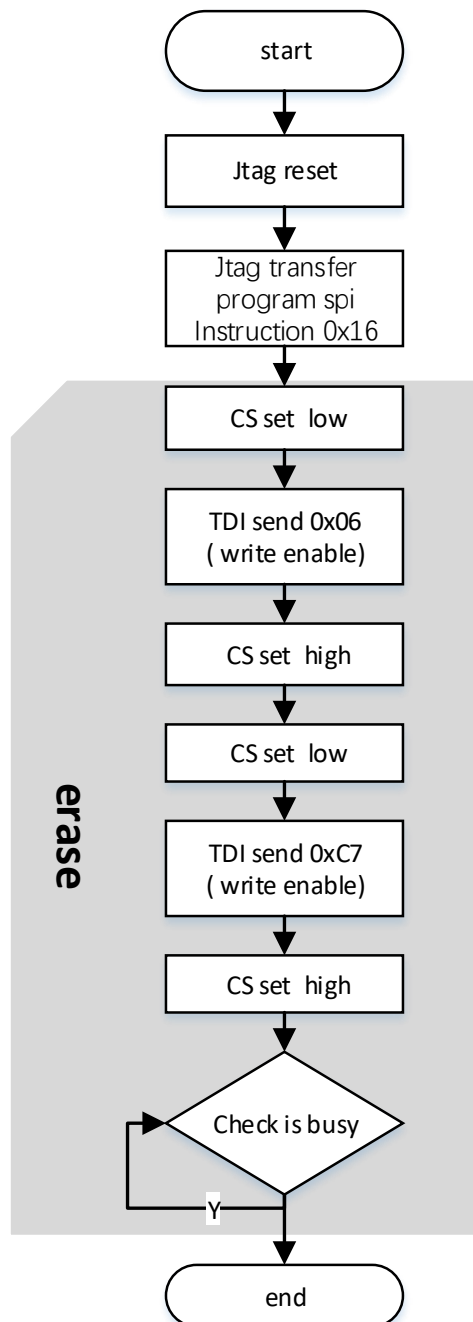 start
Jtag reset
Jtag transfer
program spi
Instruction 0x16
CS set low
TDI send 0x06
( write enable)
CS set high
CS set low
erase
TDI send 0xC7
( write enable)
CS set high
Check is busy
Y
end